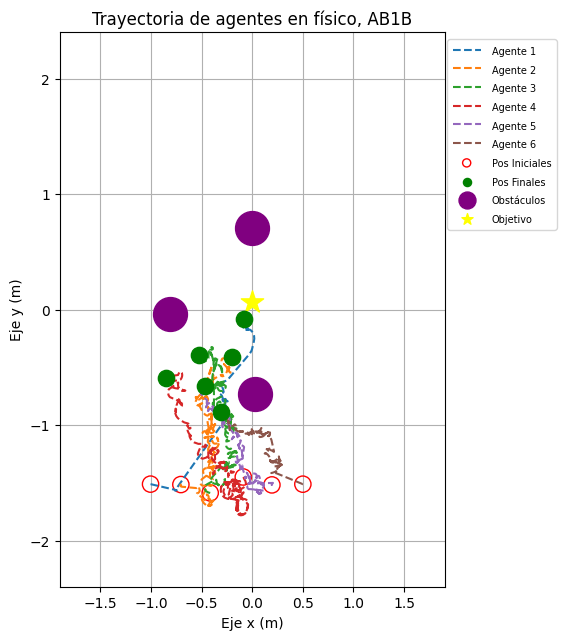 Trayectoria de agentes en físico, AB1B
Agente 1
Agente 2
Agente 3
Agente 4
Agente 5
Agente 6
Pos Iniciales
Pos Finales
Obstáculos
Objetivo
Eje y (m)
2
1
0
−1
−2
−1.5 −1.0 −0.5 0.0 0.5 1.0 1.5
Eje x (m)